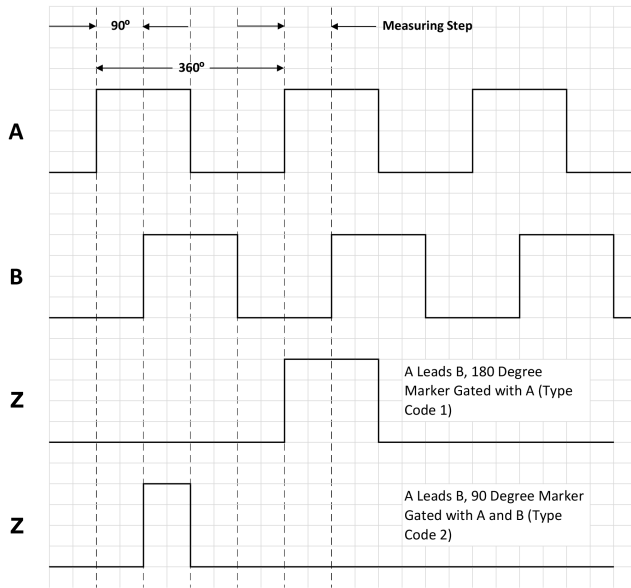 90º
Measuring Step
360º
A
B
Z
A Leads B, 180 Degree
Marker Gated with A (Type
Code 1)
Z
A Leads B, 90 Degree Marker
Gated with A and B (Type
Code 2)